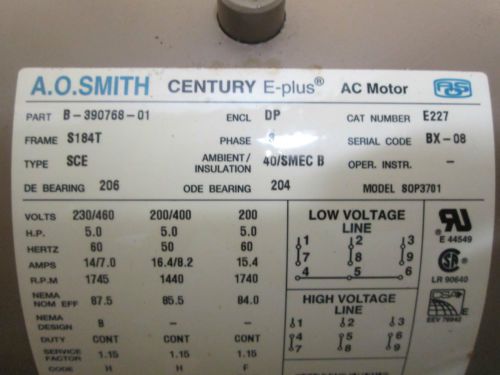 A.O.SMITH CENTURY E-plus® AC Motor
PART B-390768-01 ENCL DP CAT NUMBER E227
FRAME S184T PHASE 3 SERIAL CODE BX-08
TYPE SCE AMBIENT/INSULATION 40/SMEC B OPER. INSTR. -
DE BEARING 206 ODE BEARING 204 MODEL SOP3701
VOLTS 230/460 200/400 200
H.P. 5.0 5.0 5.0
HERTZ 60 50 60
AMPS 14/7.0 16.4/8.2 15.4
R.P.M 1745 1440 1740
NEMA NOM EFF 87.5 85.5 84.0
NEMA DESIGN B - -
DUTY CONT CONT CONT
SERVICE FACTOR 1.15 1.15 1.15
CODE H H F
LOW VOLTAGE
LINE
1 2 3
7 8 9
4 5 6
HIGH VOLTAGE
LINE
1 2 3
4 5 6
7 8 9
E 44549
LR 90640
EEV 78942